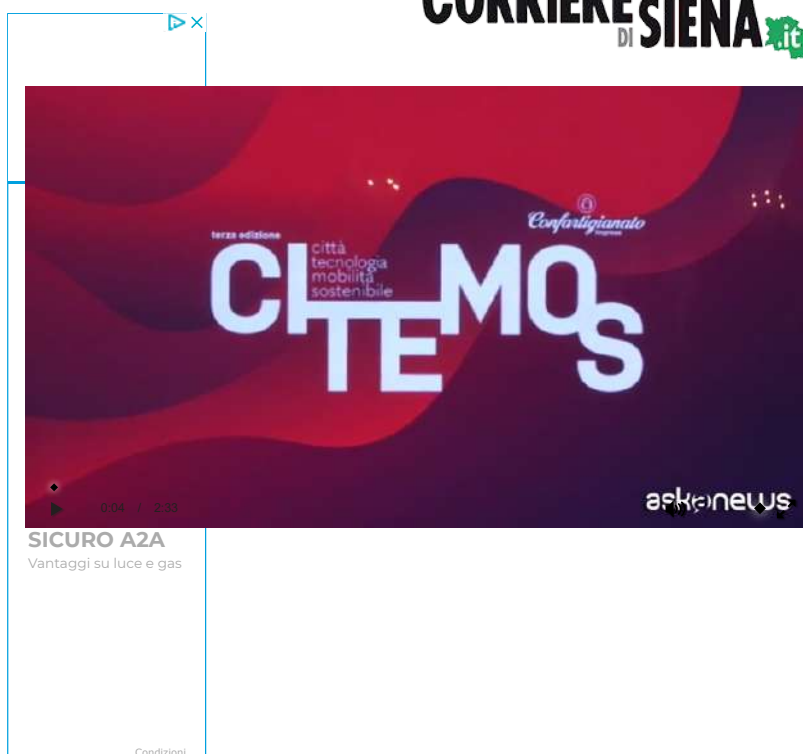 CORRIERE
DI SIENA.it
Confartigianato
imprese
terza edizione
CITEMOS
città
tecnologia
mobilità
sostenibile
askanews
0:04 / 2:33
SICURO A2A
Vantaggi su luce e gas
Condizioni